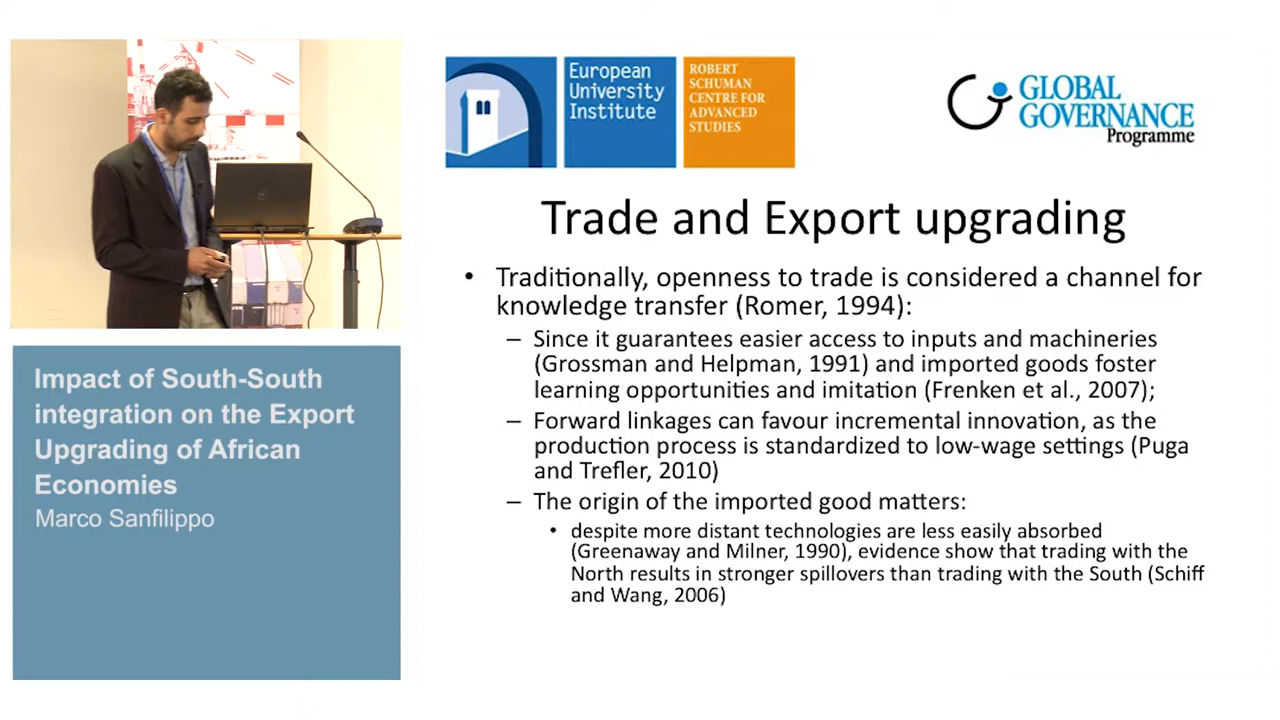 European
University
Institute
ROBERT
SCHUMAN
CENTRE FOR
ADVANCED
STUDIES
GLOBAL
GOVERNANCE
Programme
Trade and Export upgrading
• Traditionally, openness to trade is considered a channel for
knowledge transfer (Romer, 1994):
– Since it guarantees easier access to inputs and machineries
(Grossman and Helpman, 1991) and imported goods foster
learning opportunities and imitation (Frenken et al., 2007);
– Forward linkages can favour incremental innovation, as the
production process is standardized to low-wage settings (Puga
and Trefler, 2010)
– The origin of the imported good matters:
• despite more distant technologies are less easily absorbed
(Greenaway and Milner, 1990), evidence show that trading with the
North results in stronger spillovers than trading with the South (Schiff
and Wang, 2006)
Impact of South-South
integration on the Export
Upgrading of African
Economies
Marco Sanfilippo